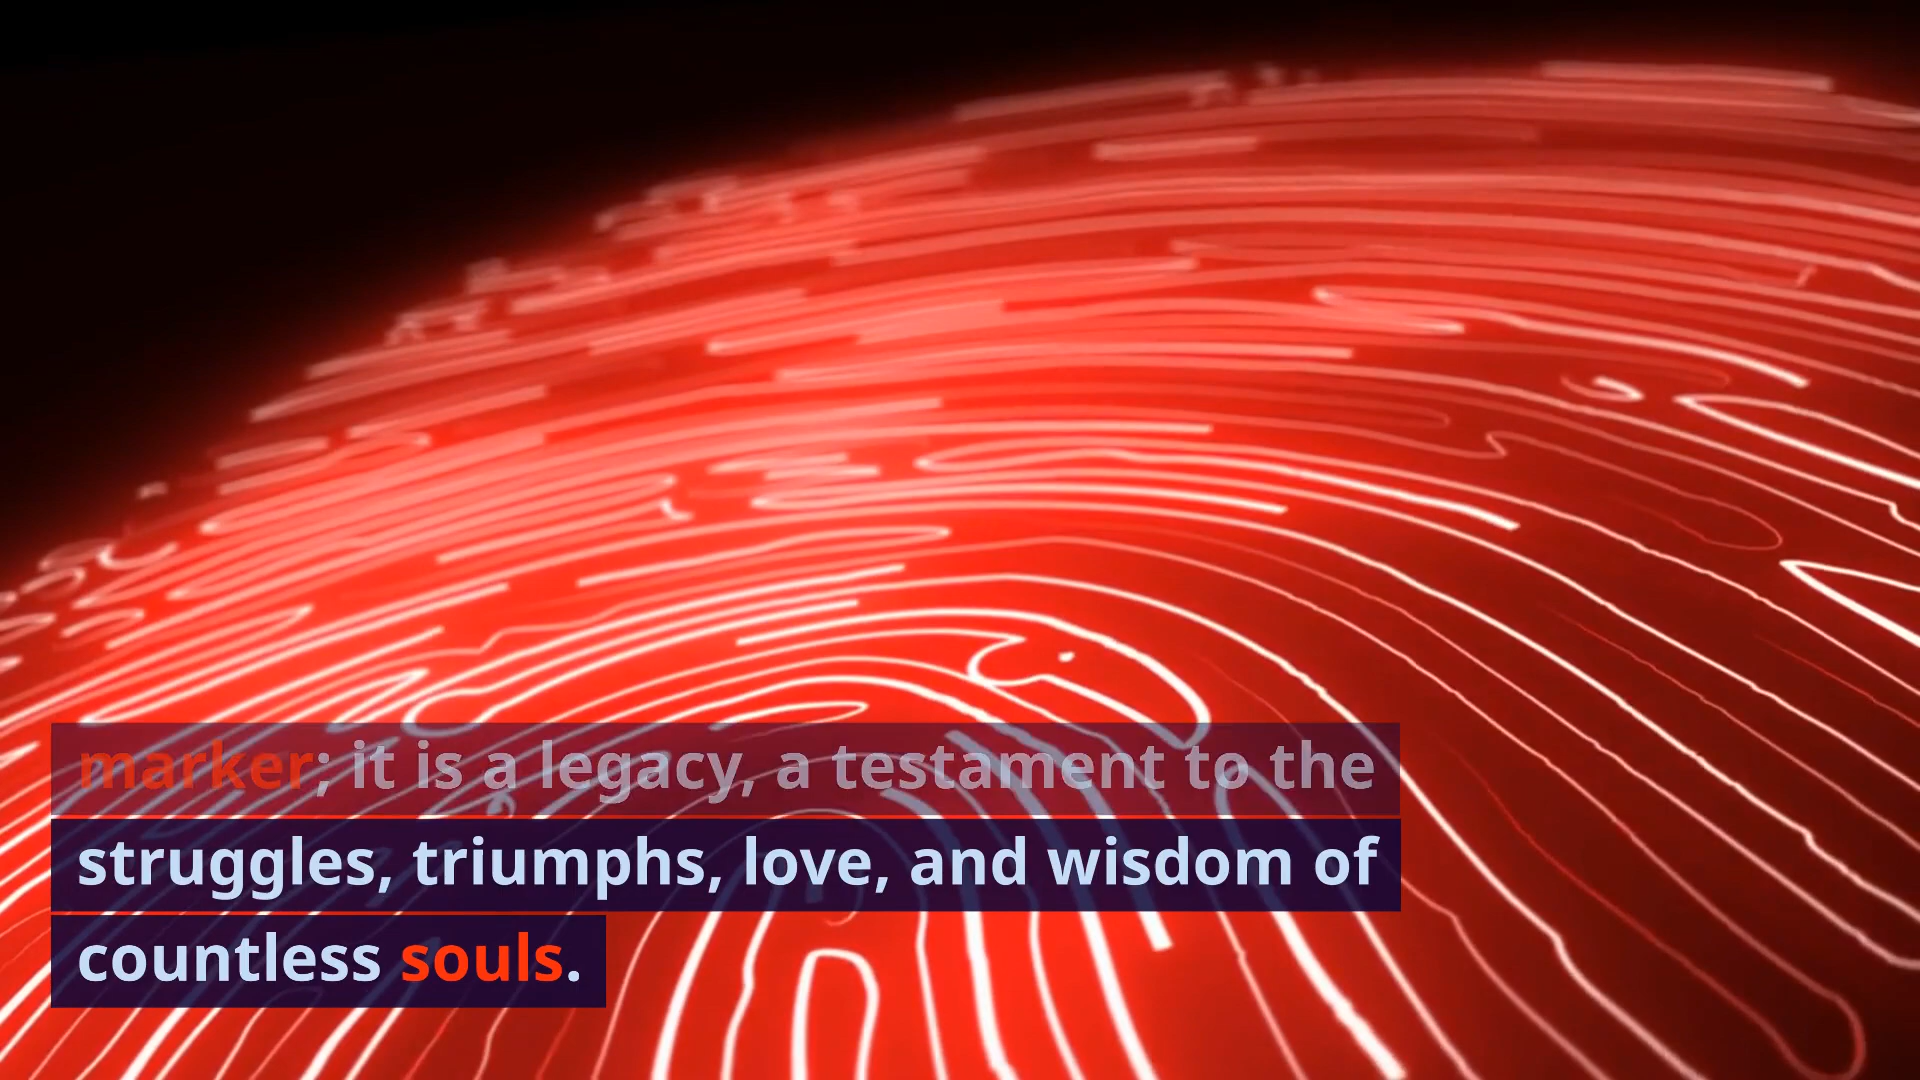 marker; it is a legacy, a testament to the
struggles, triumphs, love, and wisdom of
countless souls.